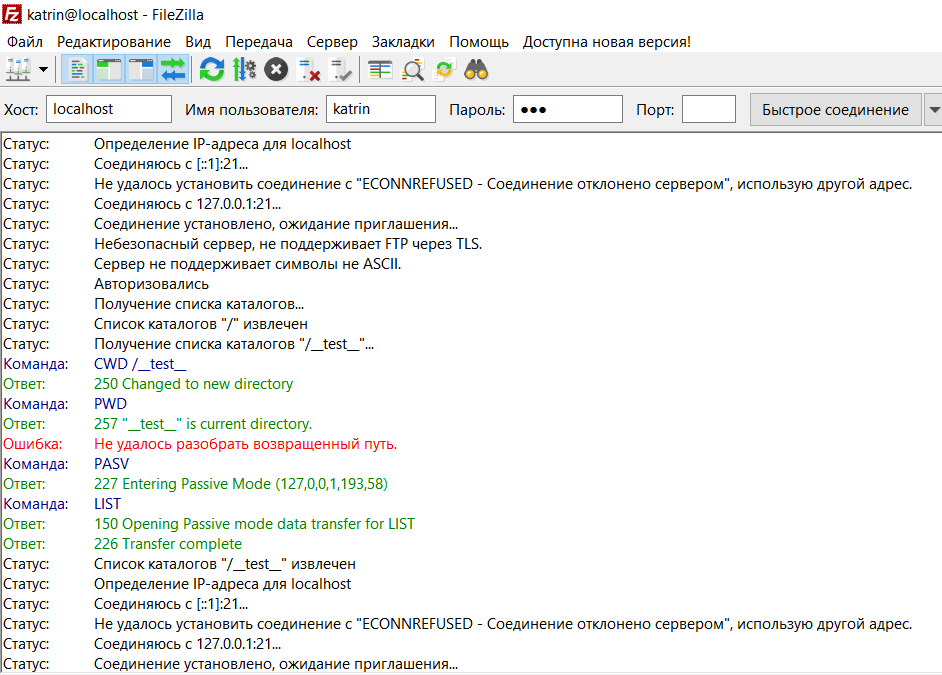 katrin@localhost - FileZilla
Файл Редактирование Вид Передача Сервер Закладки Помощь Доступна новая версия!
Хост: localhost Имя пользователя: katrin Пароль: ●●● Порт: Быстрое соединение
Статус: Определение IP-адреса для localhost
Статус: Соединяюсь с [::1]:21...
Статус: Не удалось установить соединение с "ECONNREFUSED - Соединение отклонено сервером", использую другой адрес.
Статус: Соединяюсь с 127.0.0.1:21...
Статус: Соединение установлено, ожидание приглашения...
Статус: Небезопасный сервер, не поддерживает FTP через TLS.
Статус: Сервер не поддерживает символы не ASCII.
Статус: Авторизовались
Статус: Получение списка каталогов...
Статус: Список каталогов "/" извлечен
Статус: Получение списка каталогов "/__test__"...
Команда: CWD /__test__
Ответ: 250 Changed to new directory
Команда: PWD
Ответ: 257 "__test__" is current directory.
Ошибка: Не удалось разобрать возвращенный путь.
Команда: PASV
Ответ: 227 Entering Passive Mode (127,0,0,1,193,58)
Команда: LIST
Ответ: 150 Opening Passive mode data transfer for LIST
Ответ: 226 Transfer complete
Статус: Список каталогов "/__test__" извлечен
Статус: Определение IP-адреса для localhost
Статус: Соединяюсь с [::1]:21...
Статус: Не удалось установить соединение с "ECONNREFUSED - Соединение отклонено сервером", использую другой адрес.
Статус: Соединяюсь с 127.0.0.1:21...
Статус: Соединение установлено, ожидание приглашения...